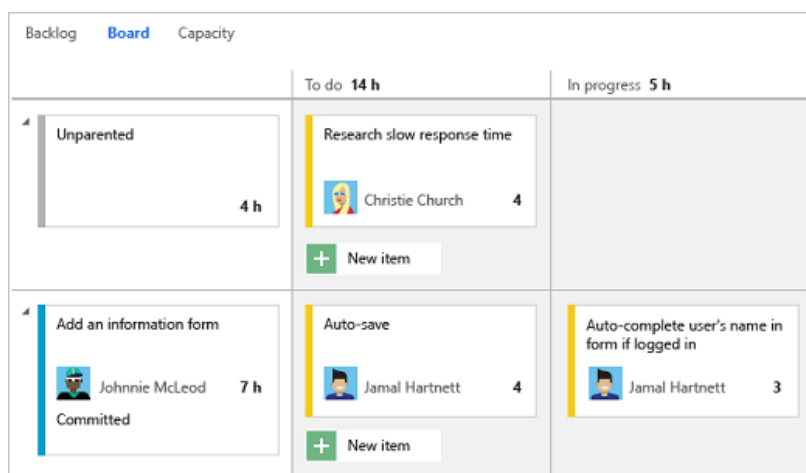 Backlog Board Capacity
To do 14 h In progress 5 h
Unparented
4 h
Research slow response time
Christie Church 4
New item
Add an information form
Johnnie McLeod 7 h
Committed
Auto-save
Jamal Hartnett 4
New item
Auto-complete user's name in
form if logged in
Jamal Hartnett 3